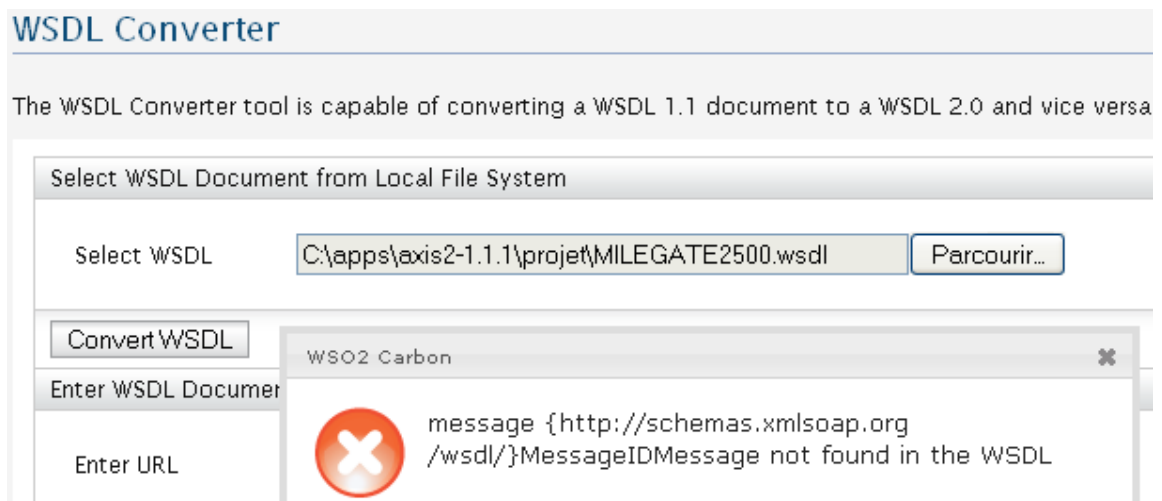 WSDL Converter
The WSDL Converter tool is capable of converting a WSDL 1.1 document to a WSDL 2.0 and vice versa
Select WSDL Document from Local File System
Select WSDL
C:\apps\axis2-1.1.1\projet\MILEGATE2500.wsdl
Parcourir...
Convert WSDL
WSO2 Carbon
Enter WSDL Documen
message {http://schemas.xmlsoap.org
/wsdl/}MessageIDMessage not found in the WSDL
Enter URL